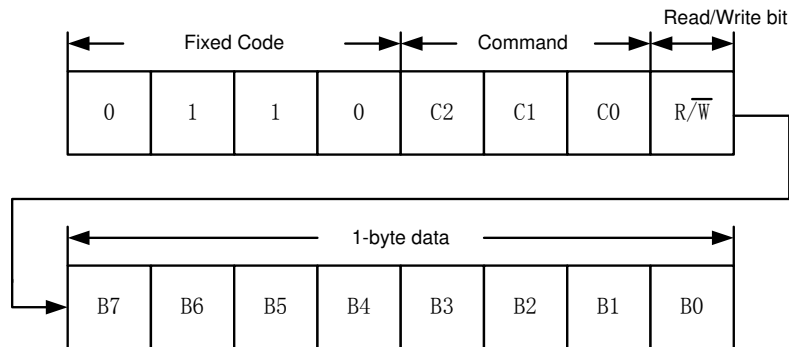 Read/Write bit
Fixed Code Command
0 1 1 0 C2 C1 C0 R/W̅
1-byte data
B7 B6 B5 B4 B3 B2 B1 B0